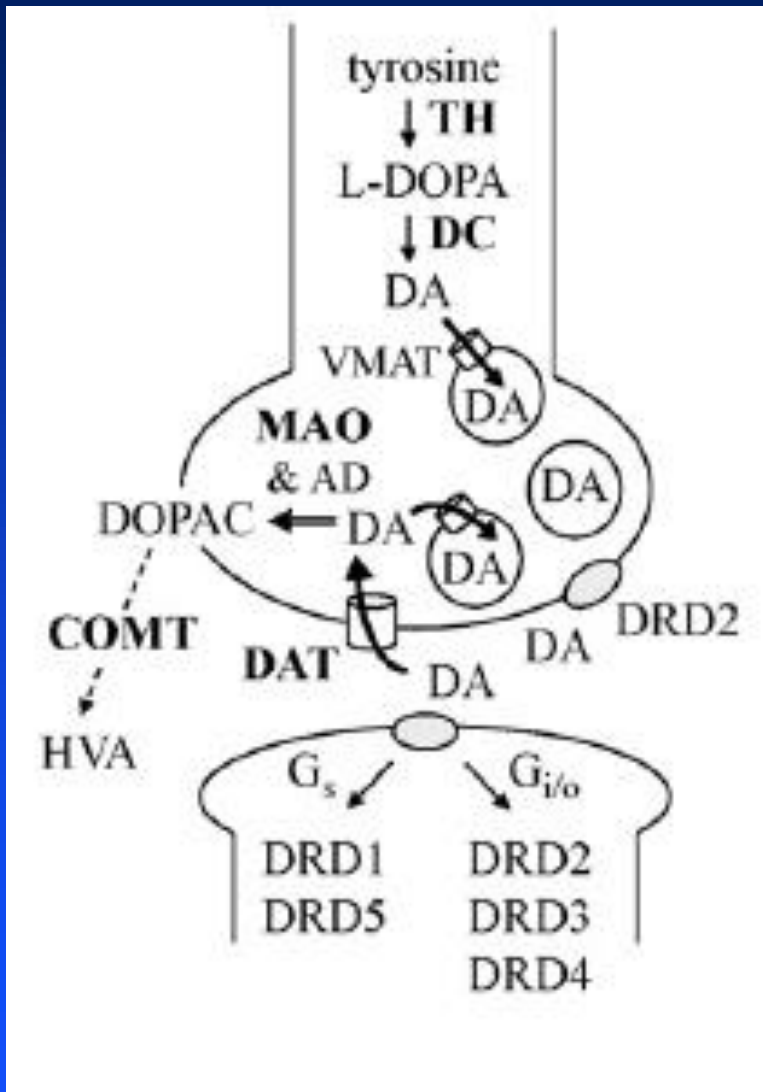 tyrosine
TH
L-DOPA
DC
DA
VMAT
DA
MAO
& AD
DA
DOPAC
DA
DA
DRD2
COMT
DA
DAT
DA
HVA
Gs
Gi/o
DRD1
DRD2
DRD5
DRD3
DRD4